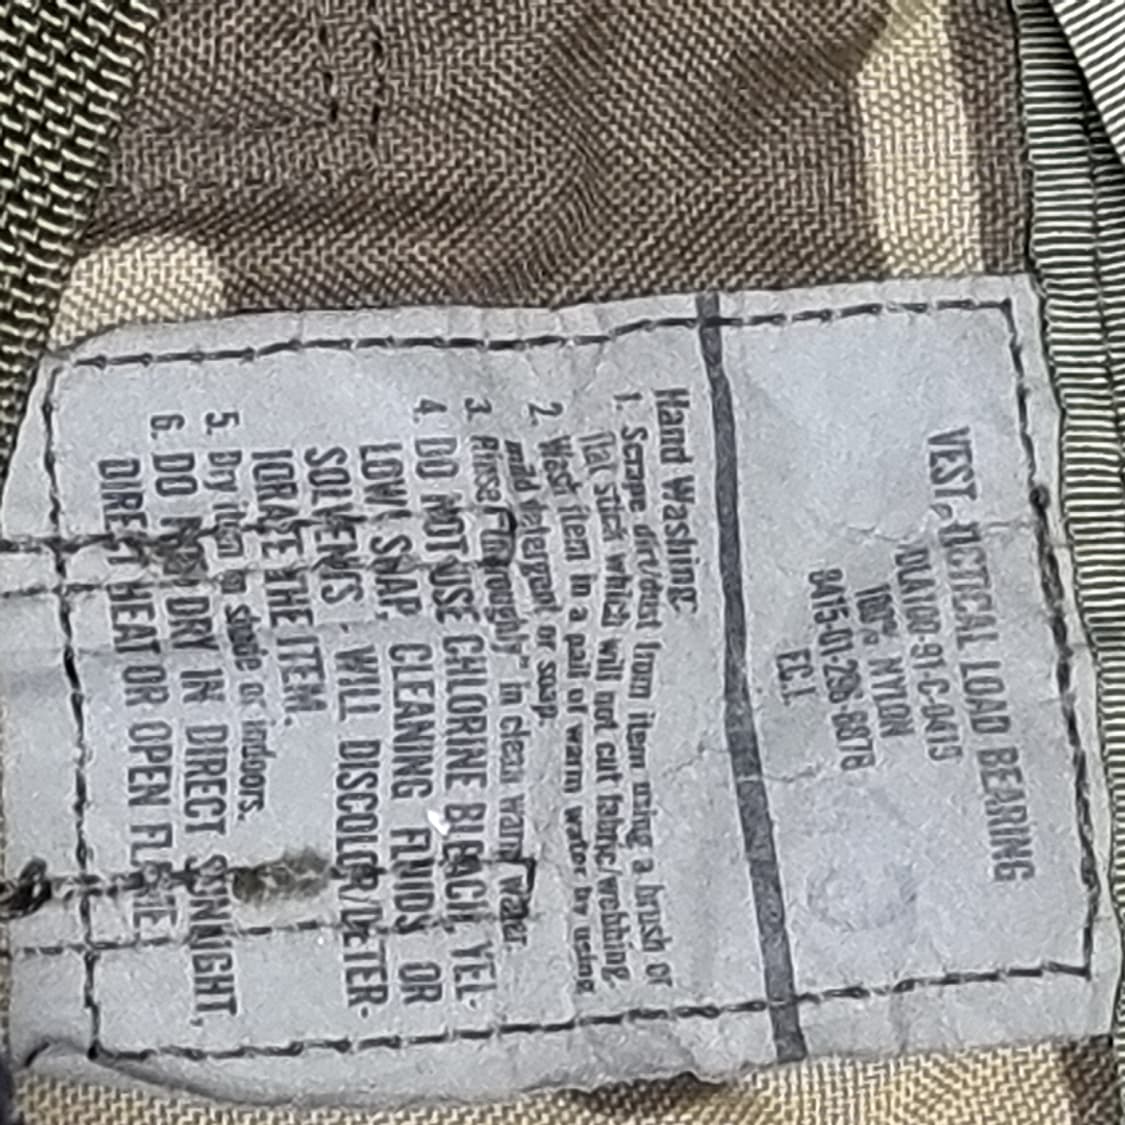 VEST, TACTICAL LOAD BEARING
DLA100-91-C-0415
100% NYLON
8415-01-296-8878
Hand Washing:
1. Scrape dirt/dust from item using a brush or
flat stick which will not cut fabric/webbing.
2. Wash item in a pail of warm water by using
mild detergent or soap.
3. Rinse "Thoroughly" in clean warm water.
4. DO NOT USE CHLORINE BLEACH, YEL-
LOW SOAP, CLEANING FLUIDS OR
SOLVENTS - WILL DISCOLOR/DETER-
IORATE THE ITEM.
5. Dry item in shade or indoors.
6. DO NOT DRY IN DIRECT SUNLIGHT,
DIRECT HEAT OR OPEN FLAME